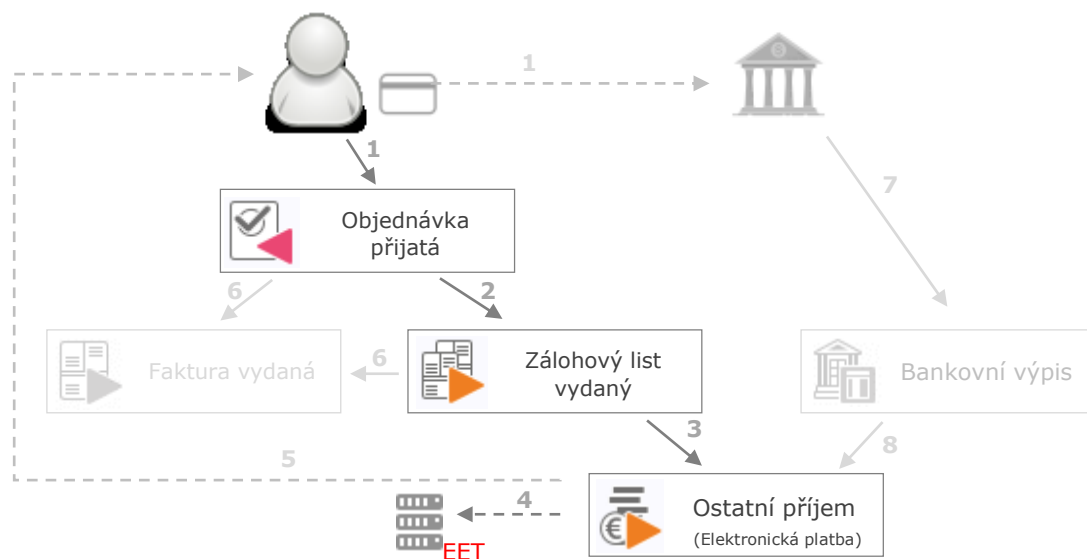 1
1
7
Objednávka
přijatá
6
2
Faktura vydaná
6
Zálohový list
vydaný
Bankovní výpis
3
8
5
4
EET
Ostatní příjem
(Elektronická platba)